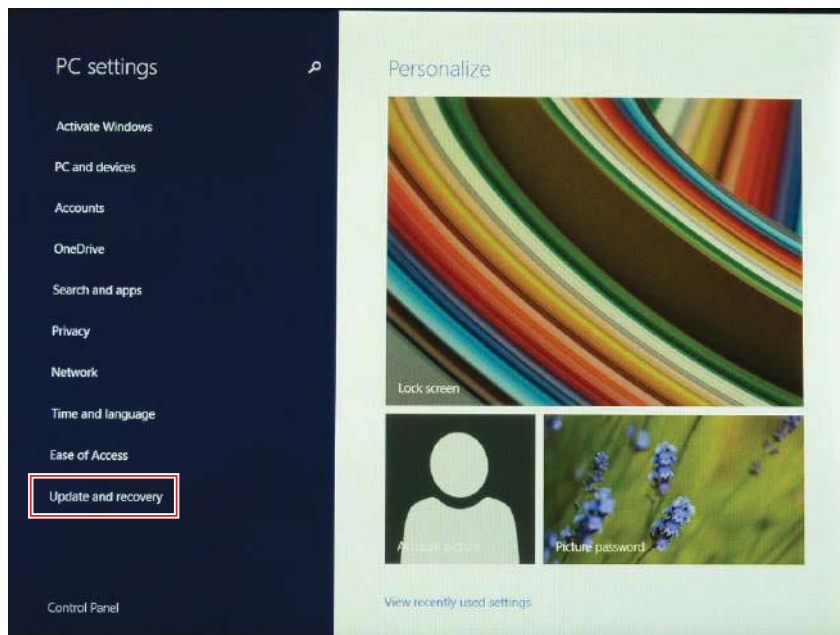 PC settings
Activate Windows
PC and devices
Accounts
OneDrive
Search and apps
Privacy
Network
Time and language
Ease of Access
Update and recovery
Control Panel
Personalize
Lock screen
Account picture
Picture password
View recently used settings